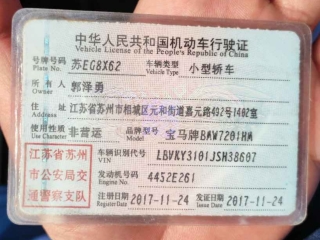 中华人民共和国机动车行驶证
Vehicle License of the People's Republic of China
号牌号码 苏EG8X62 车辆类型 小型轿车
Plate No. Vehicle Type
所有人 郭泽勇
Owner
住址 江苏省苏州市相城区元和街道嘉元路402号1402室
Address
使用性质 非营运 品牌型号 宝马牌BMW7201HM
Use Character Model
江苏省苏州
市公安局交
通警察支队
车辆识别代号 LBVKY3101JSM38607
VIN
发动机号码 4452E261
Engine No.
注册日期 2017-11-24 发证日期 2017-11-24
Register Date Issue Date